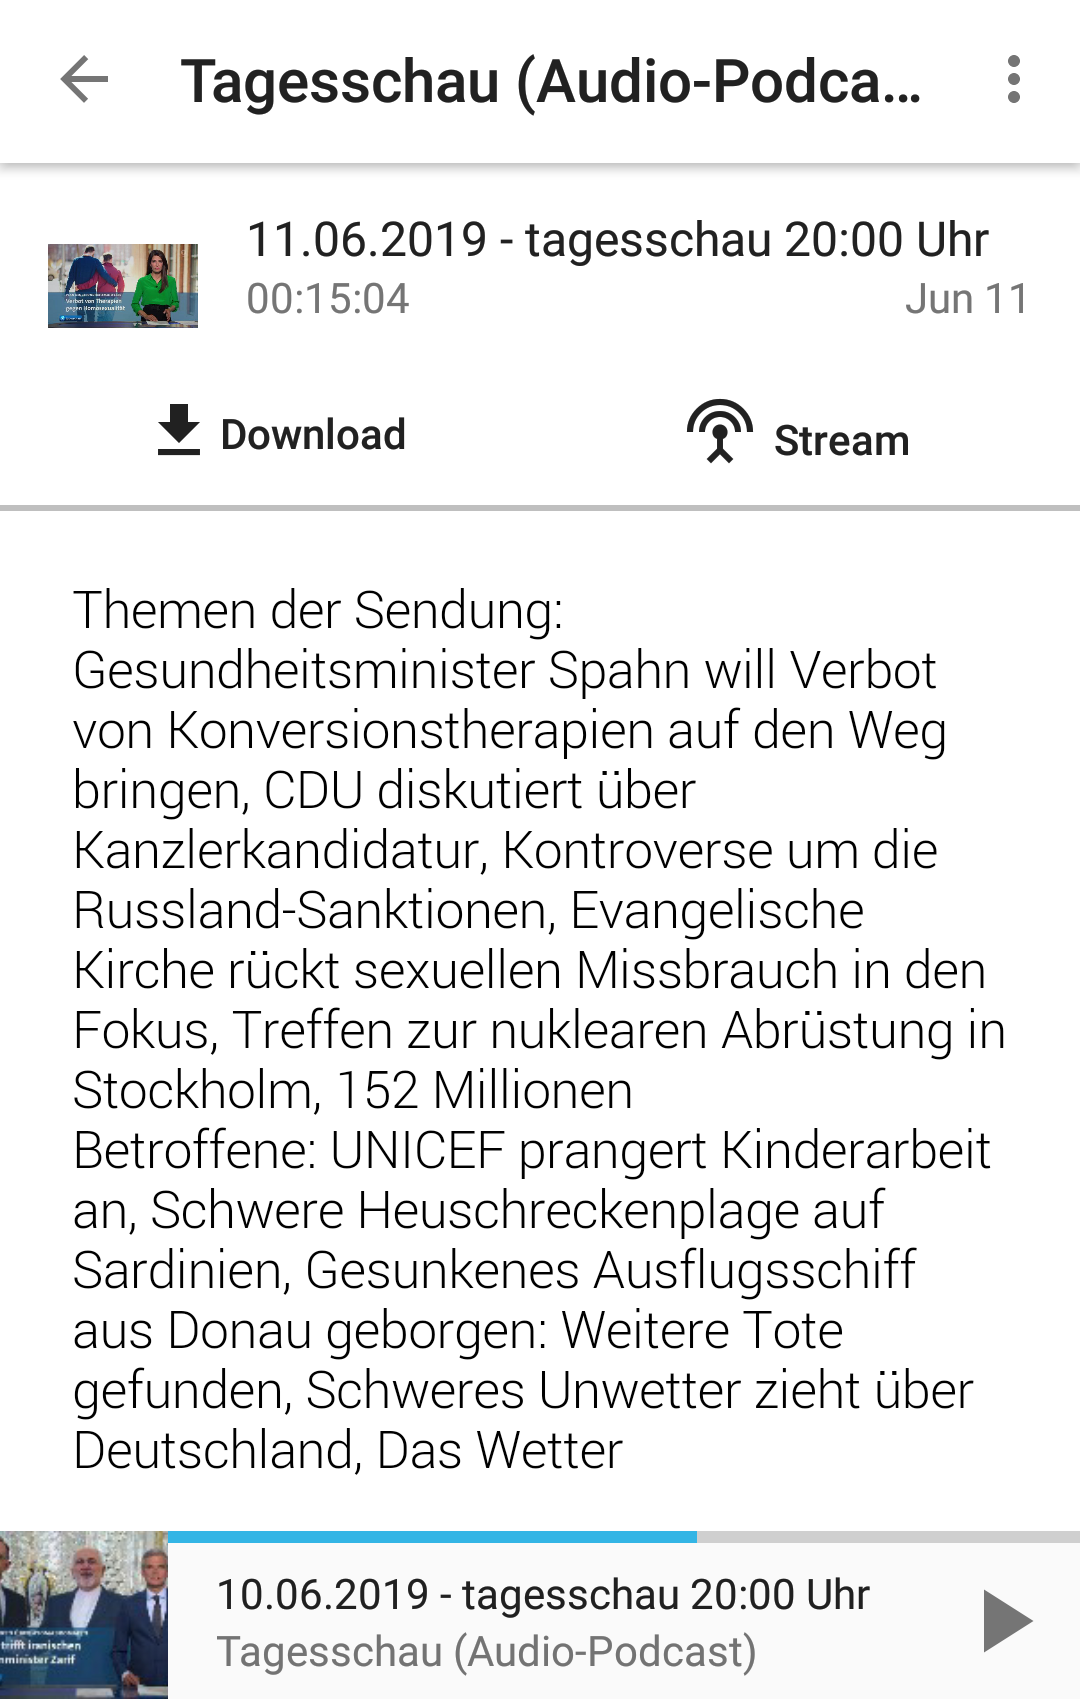 Tagesschau (Audio-Podca...
11.06.2019 - tagesschau 20:00 Uhr
00:15:04
Jun 11
Verbot von Therapien
gegen Homosexualität
Download
Stream
Themen der Sendung:
Gesundheitsminister Spahn will Verbot
von Konversionstherapien auf den Weg
bringen, CDU diskutiert über
Kanzlerkandidatur, Kontroverse um die
Russland-Sanktionen, Evangelische
Kirche rückt sexuellen Missbrauch in den
Fokus, Treffen zur nuklearen Abrüstung in
Stockholm, 152 Millionen
Betroffene: UNICEF prangert Kinderarbeit
an, Schwere Heuschreckenplage auf
Sardinien, Gesunkenes Ausflugsschiff
aus Donau geborgen: Weitere Tote
gefunden, Schweres Unwetter zieht über
Deutschland, Das Wetter
trifft iranischen
nminister Zarif
10.06.2019 - tagesschau 20:00 Uhr
Tagesschau (Audio-Podcast)